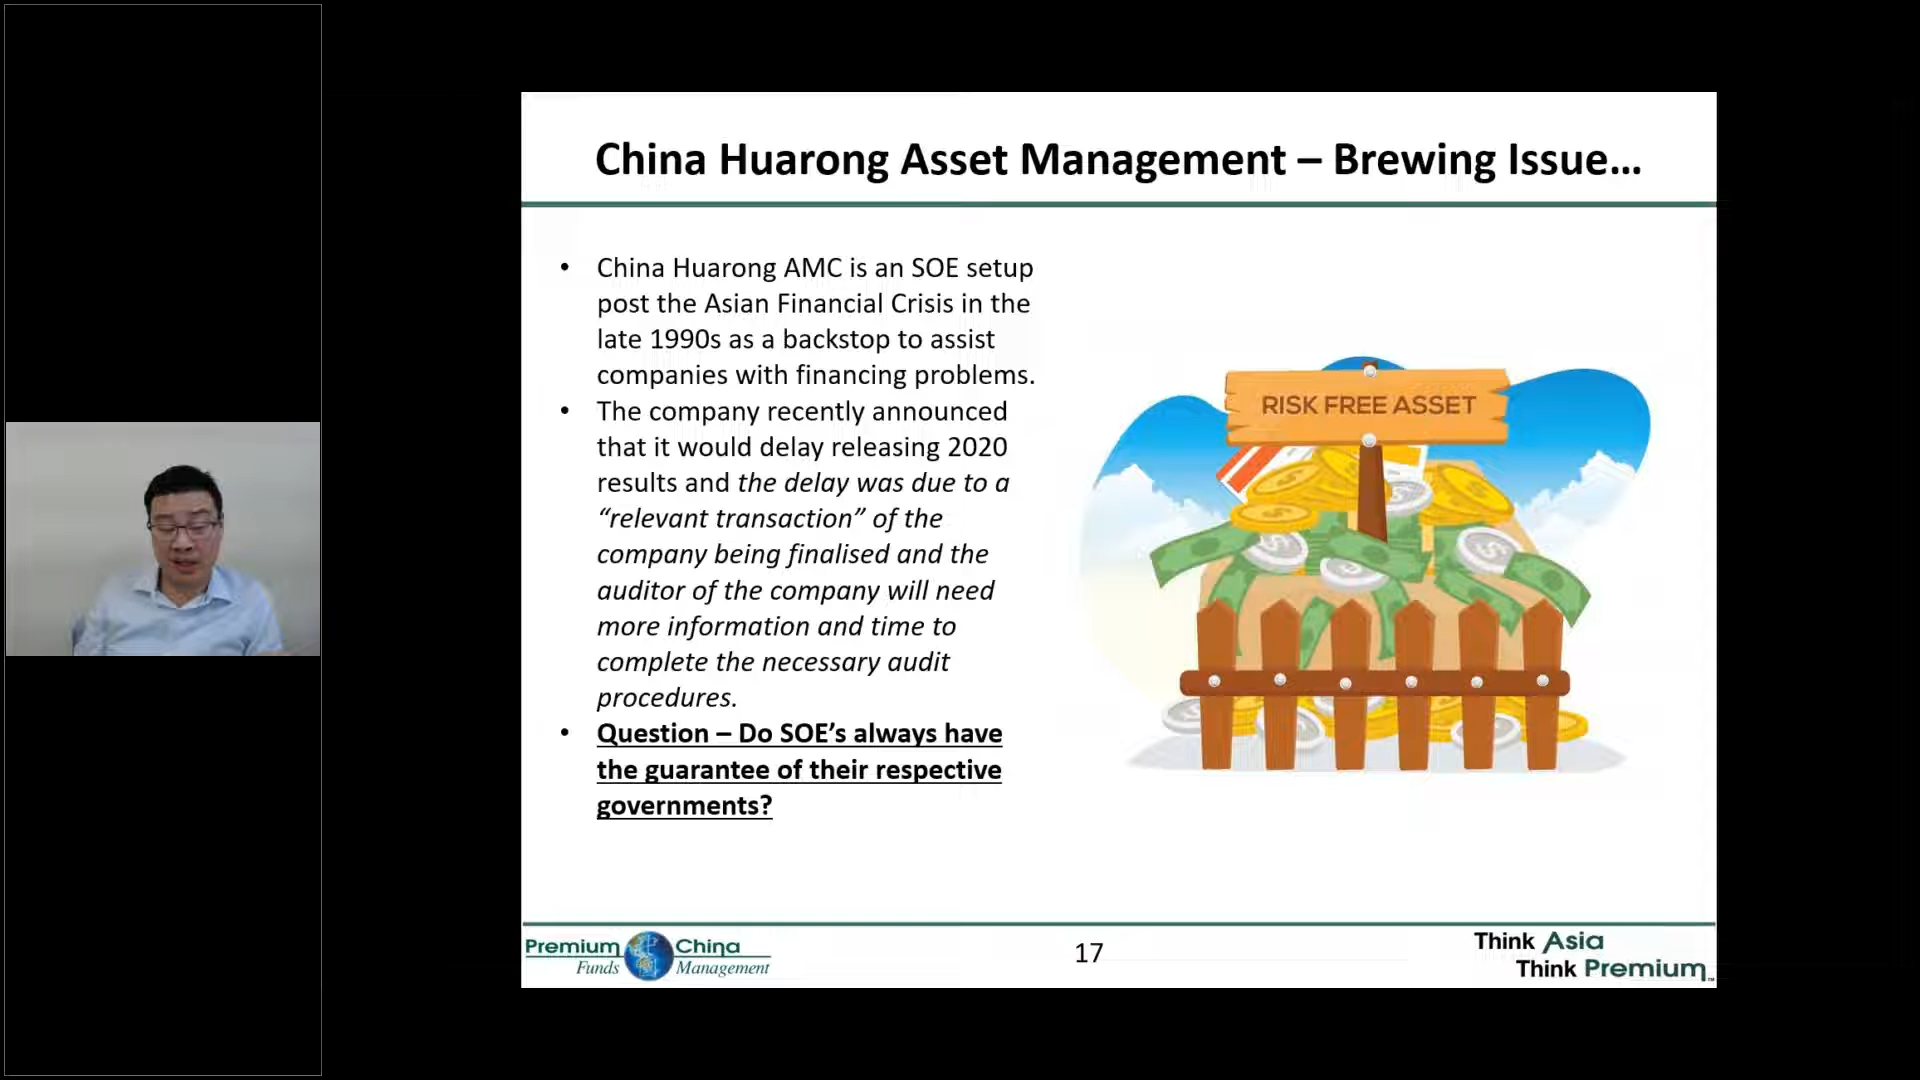 China Huarong Asset Management – Brewing Issue...
• China Huarong AMC is an SOE setup
post the Asian Financial Crisis in the
late 1990s as a backstop to assist
companies with financing problems.
• The company recently announced
that it would delay releasing 2020
results and the delay was due to a
“relevant transaction” of the
company being finalised and the
auditor of the company will need
more information and time to
complete the necessary audit
procedures.
• Question – Do SOE’s always have
the guarantee of their respective
governments?
RISK FREE ASSET
Premium China
Funds Management
17
Think Asia
Think Premium™